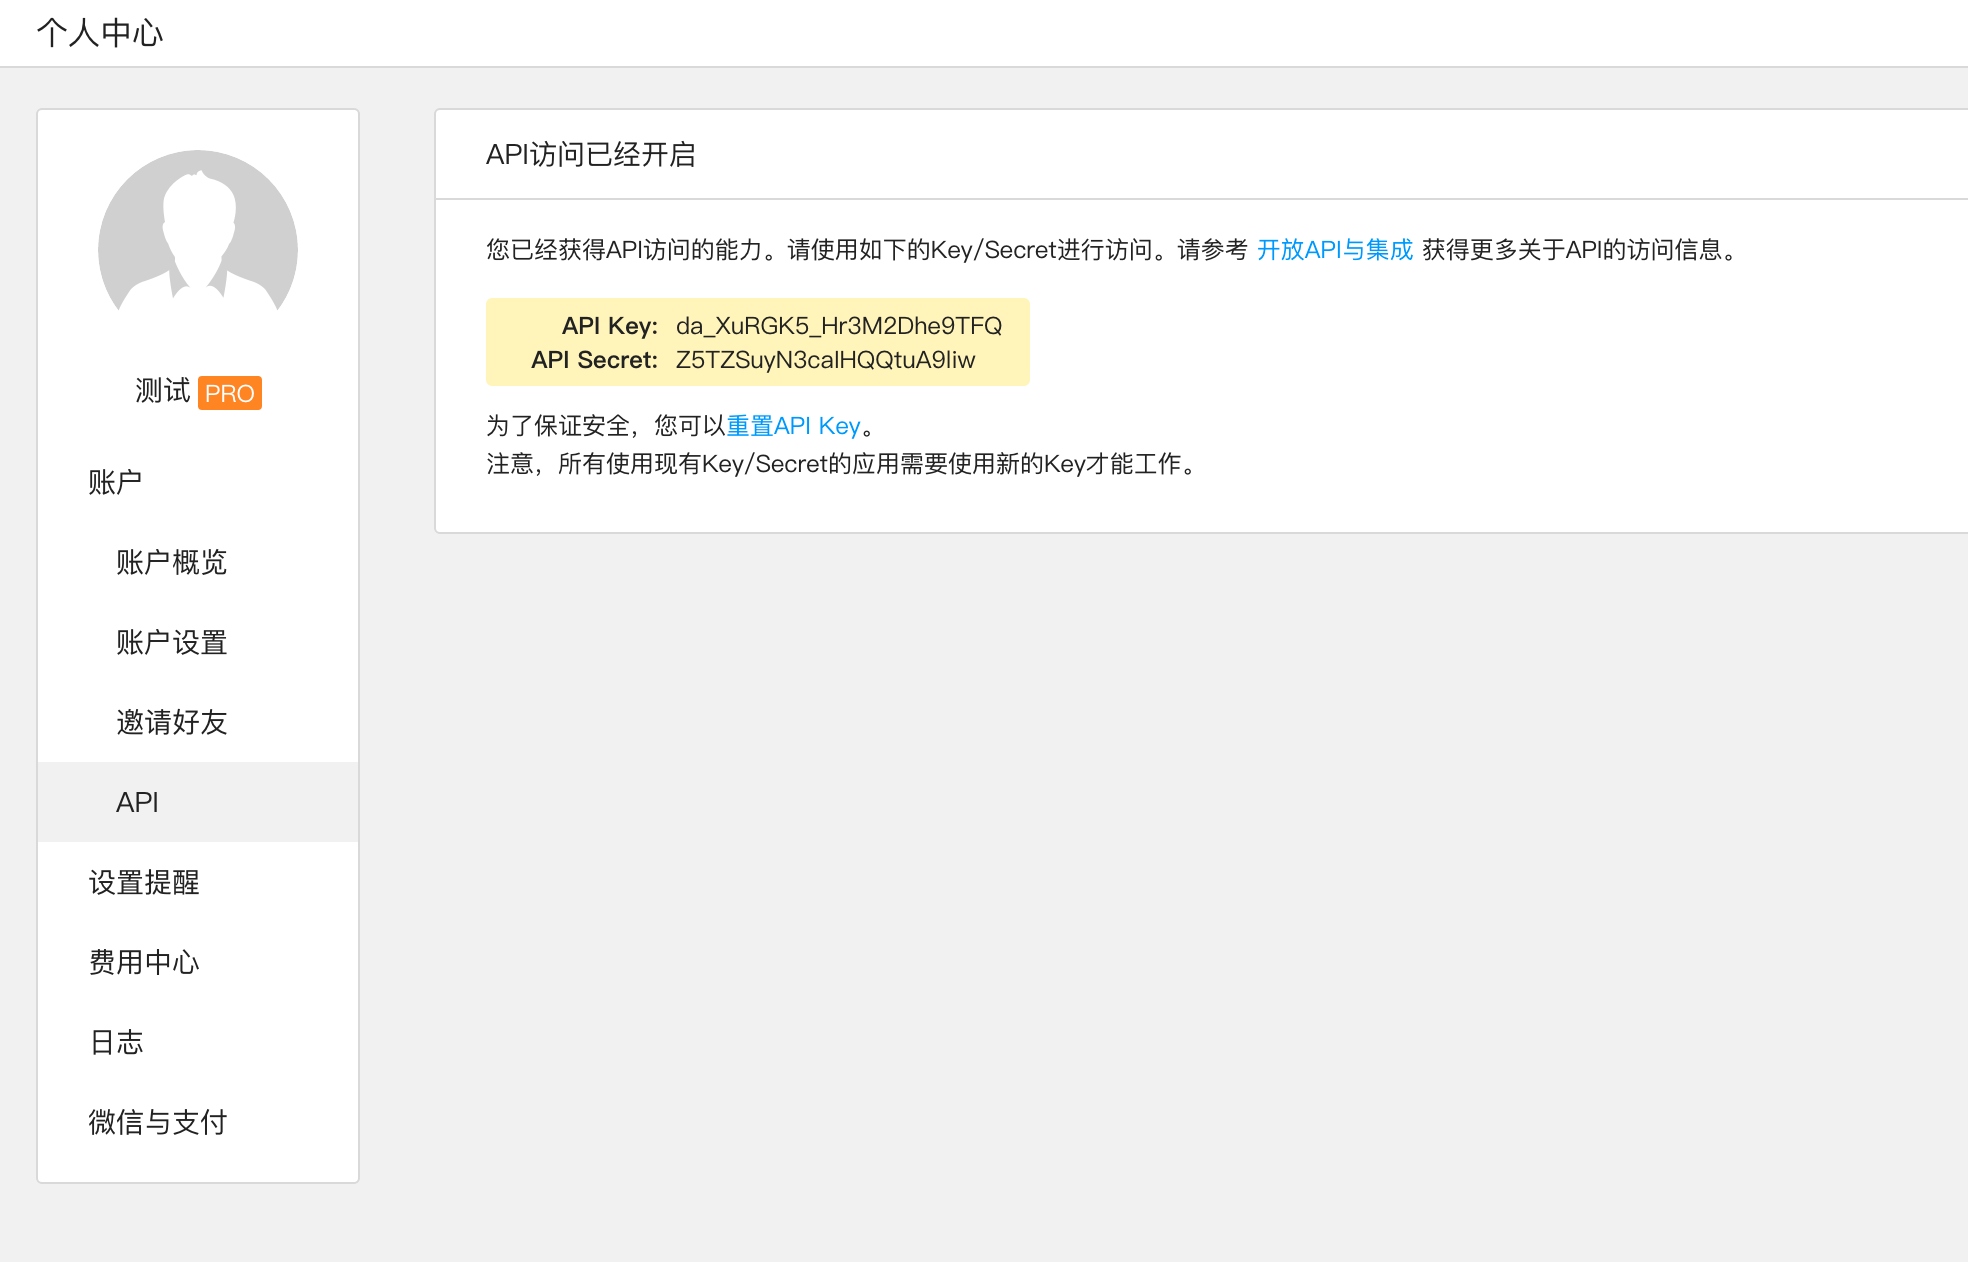 个人中心
测试 PRO
账户
账户概览
账户设置
邀请好友
API
设置提醒
费用中心
日志
微信与支付
API访问已经开启
您已经获得API访问的能力。请使用如下的Key/Secret进行访问。请参考 开放API与集成 获得更多关于API的访问信息。
API Key: da_XuRGK5_Hr3M2Dhe9TFQ
API Secret: Z5TZSuyN3calHQQtuA9liw
为了保证安全，您可以重置API Key。
注意，所有使用现有Key/Secret的应用需要使用新的Key才能工作。